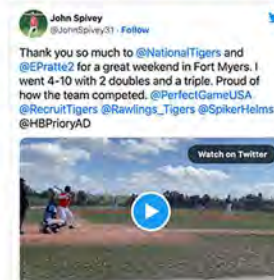 John Spivey
@JohnSpivey31 · Follow
Thank you so much to @NationalTigers and
@EPratte2 for a great weekend in Fort Myers. I
went 4-10 with 2 doubles and a triple. Proud of
how the team competed. @PerfectGameUSA
@RecruitTigers @Rawlings_Tigers @SpikerHelms
@HBPrioryAD
Watch on Twitter